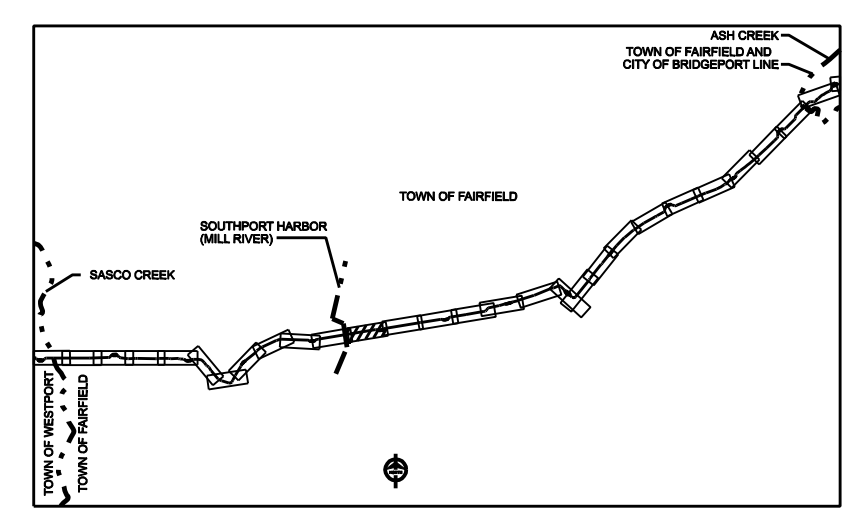 ASH CREEK
TOWN OF FAIRFIELD AND
CITY OF BRIDGEPORT LINE
TOWN OF FAIRFIELD
SOUTHPORT HARBOR
(MILL RIVER)
SASCO CREEK
TOWN OF WESTPORT
TOWN OF FAIRFIELD
NORTH